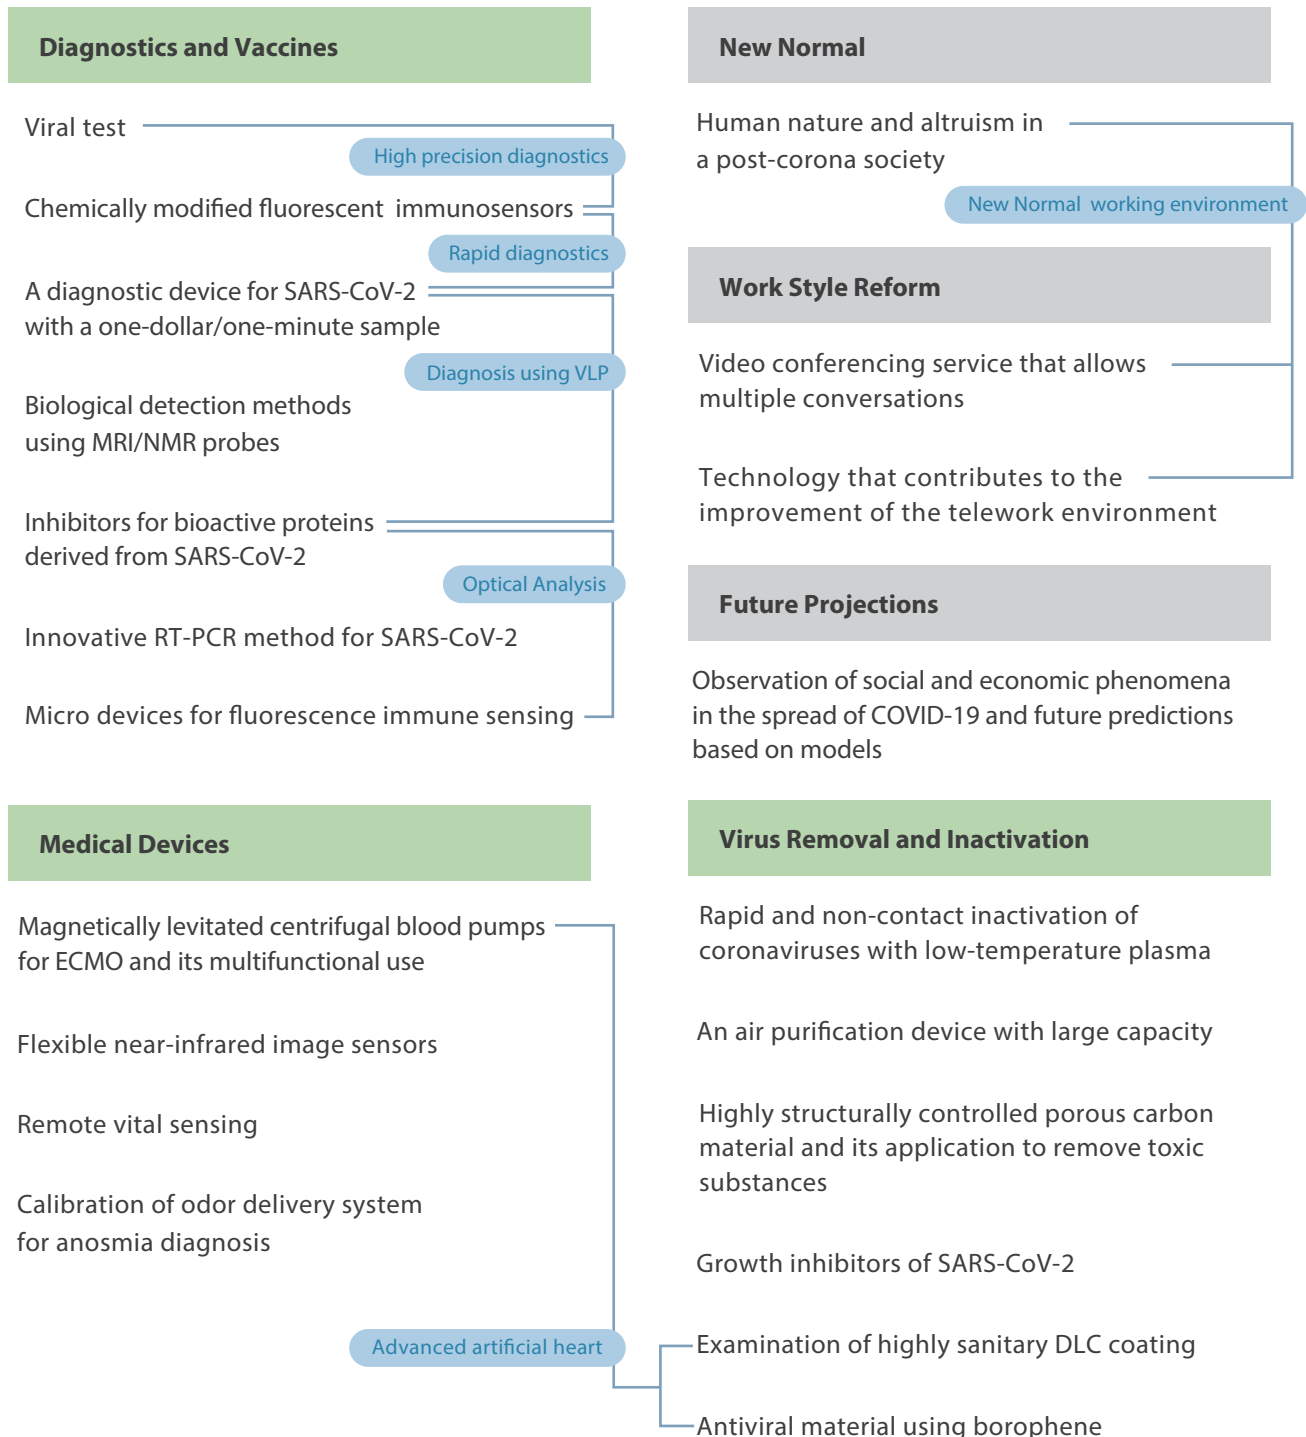 Diagnostics and Vaccines
Viral test
High precision diagnostics
Chemically modified fluorescent immunosensors
Rapid diagnostics
A diagnostic device for SARS-CoV-2
with a one-dollar/one-minute sample
Diagnosis using VLP
Biological detection methods
using MRI/NMR probes
Inhibitors for bioactive proteins
derived from SARS-CoV-2
Optical Analysis
Innovative RT-PCR method for SARS-CoV-2
Micro devices for fluorescence immune sensing
New Normal
Human nature and altruism in
a post-corona society
New Normal working environment
Work Style Reform
Video conferencing service that allows
multiple conversations
Technology that contributes to the
improvement of the telework environment
Future Projections
Observation of social and economic phenomena
in the spread of COVID-19 and future predictions
based on models
Medical Devices
Magnetically levitated centrifugal blood pumps
for ECMO and its multifunctional use
Flexible near-infrared image sensors
Remote vital sensing
Calibration of odor delivery system
for anosmia diagnosis
Advanced artificial heart
Virus Removal and Inactivation
Rapid and non-contact inactivation of
coronaviruses with low-temperature plasma
An air purification device with large capacity
Highly structurally controlled porous carbon
material and its application to remove toxic
substances
Growth inhibitors of SARS-CoV-2
Examination of highly sanitary DLC coating
Antiviral material using borophene